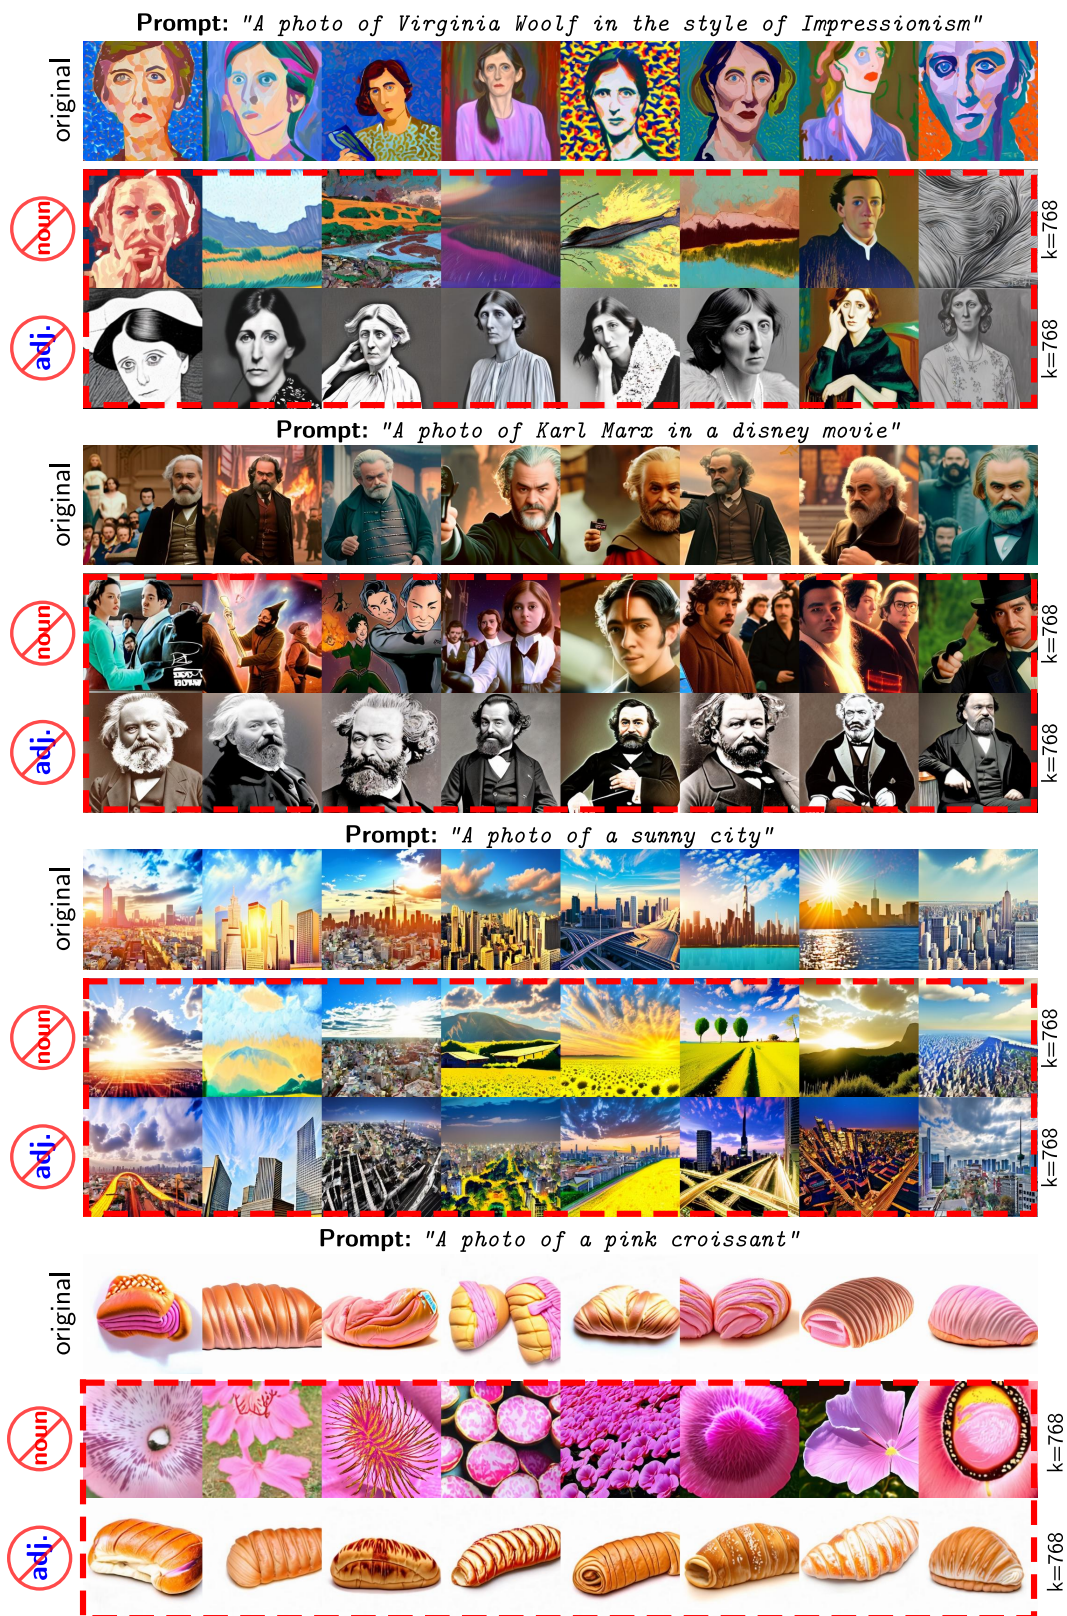 Prompt: "A photo of Virginia Woolf in the style of Impressionism"
original
noun
k=768
adj.
k=768
Prompt: "A photo of Karl Marx in a disney movie"
original
noun
k=768
adj.
k=768
Prompt: "A photo of a sunny city"
original
noun
k=768
adj.
k=768
Prompt: "A photo of a pink croissant"
original
noun
k=768
adj.
k=768